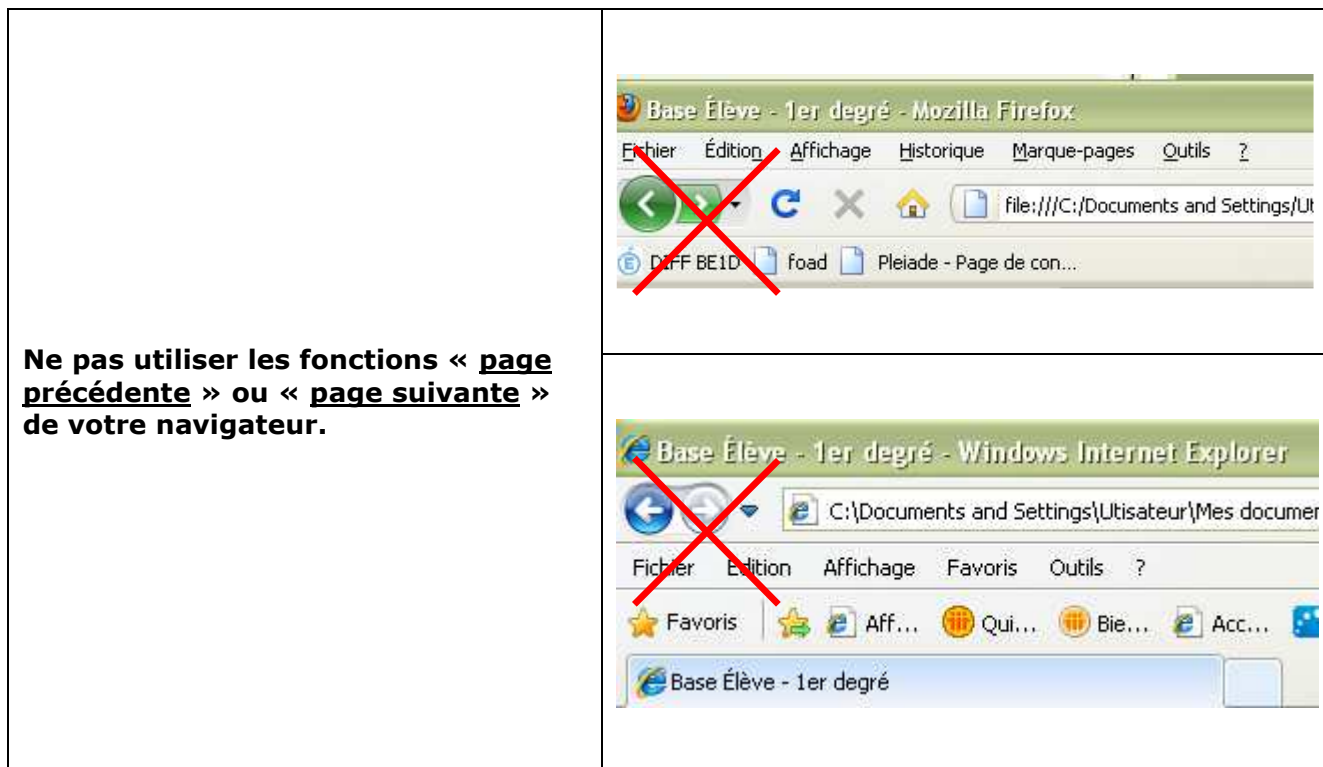 Ne pas utiliser les fonctions « page
précédente » ou « page suivante »
de votre navigateur.
Base Élève - 1er degré - Mozilla Firefox
Fichier Édition Affichage Historique Marque-pages Outils ?
file:///C:/Documents and Settings/Ut
DIFF BE1D foad Pleiade - Page de con...
Base Élève - 1er degré - Windows Internet Explorer
C:\Documents and Settings\Utisateur\Mes documen
Fichier Edition Affichage Favoris Outils ?
Favoris Aff... Qui... Bie... Acc...
Base Élève - 1er degré